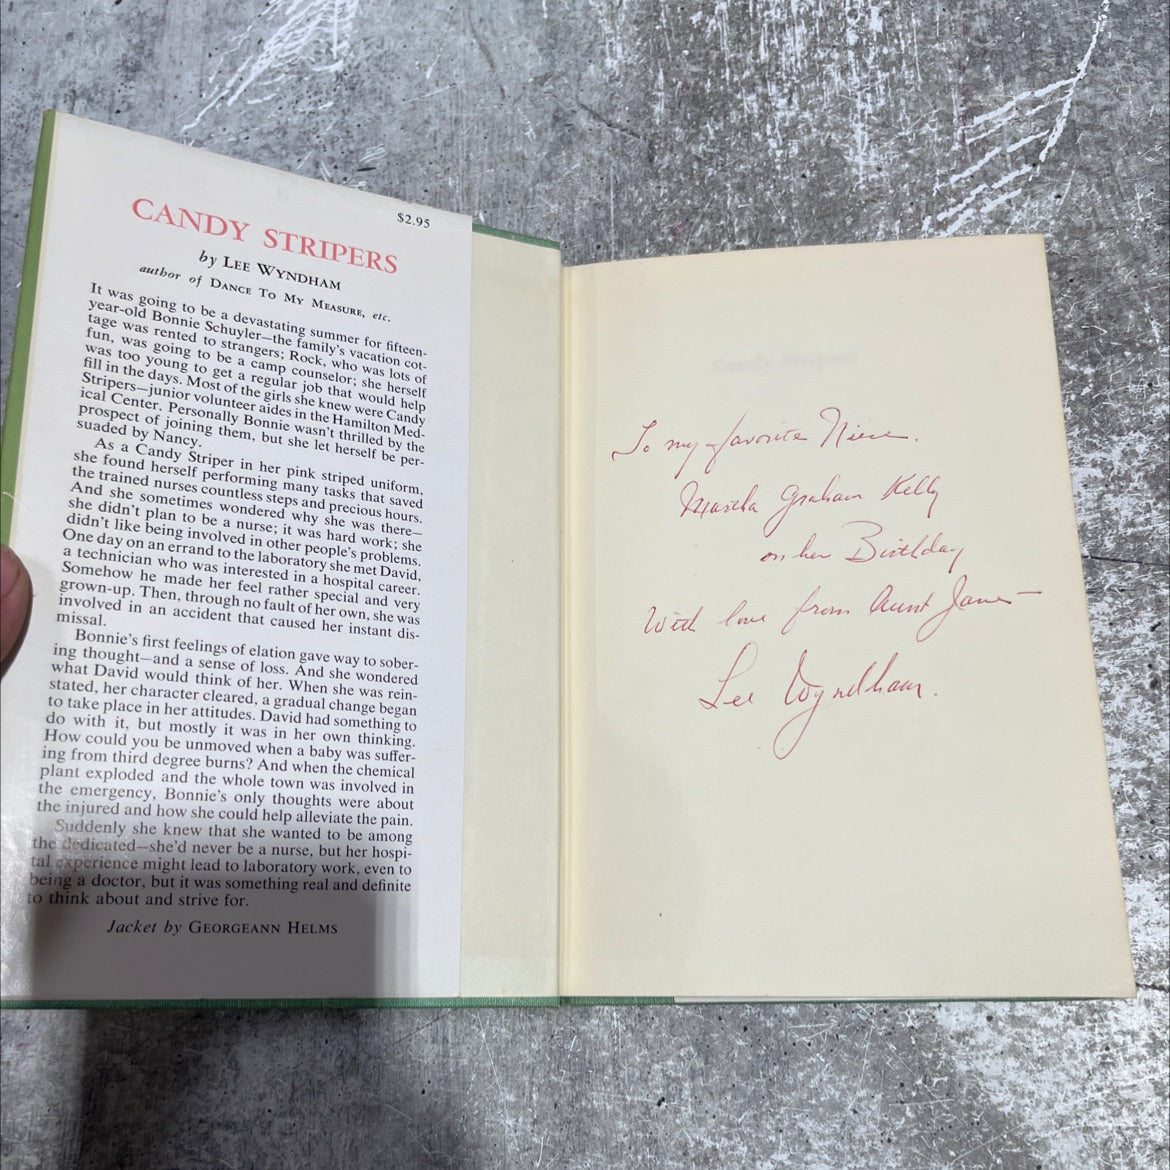 $2.95
CANDY STRIPERS
by LEE WYNDHAM
author of DANCE TO MY MEASURE, etc.
It was going to be a devastating summer for fifteen-
year-old Bonnie Schuyler—the family's vacation cot-
tage was rented to strangers; Rock, who was lots of
fun, was going to be a camp counselor; she herself
was too young to get a regular job that would help
fill in the days. Most of the girls she knew were Candy
Stripers—junior volunteer aides in the Hamilton Med-
ical Center. Personally Bonnie wasn't thrilled by the
prospect of joining them, but she let herself be per-
suaded by Nancy.
As a Candy Striper in her pink striped uniform,
she found herself performing many tasks that saved
the trained nurses countless steps and precious hours.
And she sometimes wondered why she was there—
she didn't plan to be a nurse; it was hard work; she
didn't like being involved in other people's problems.
One day on an errand to the laboratory she met David,
a technician who was interested in a hospital career.
Somehow he made her feel rather special and very
grown-up. Then, through no fault of her own, she was
involved in an accident that caused her instant dis-
missal.
Bonnie's first feelings of elation gave way to sober-
ing thought—and a sense of loss. And she wondered
what David would think of her. When she was rein-
stated, her character cleared, a gradual change began
to take place in her attitudes. David had something to
do with it, but mostly it was in her own thinking.
How could you be unmoved when a baby was suffer-
ing from third degree burns? And when the chemical
plant exploded and the whole town was involved in
the emergency, Bonnie's only thoughts were about
the injured and how she could help alleviate the pain.
Suddenly she knew that she wanted to be among
the dedicated—she'd never be a nurse, but her hospi-
tal experience might lead to laboratory work, even to
being a doctor, but it was something real and definite
to think about and strive for.
Jacket by GEORGEANN HELMS
Candy Stripers
To my favorite Niece.
Martha Graham Kelly
on her Birthday
With love from Aunt Jane—
Lee Wyndham.